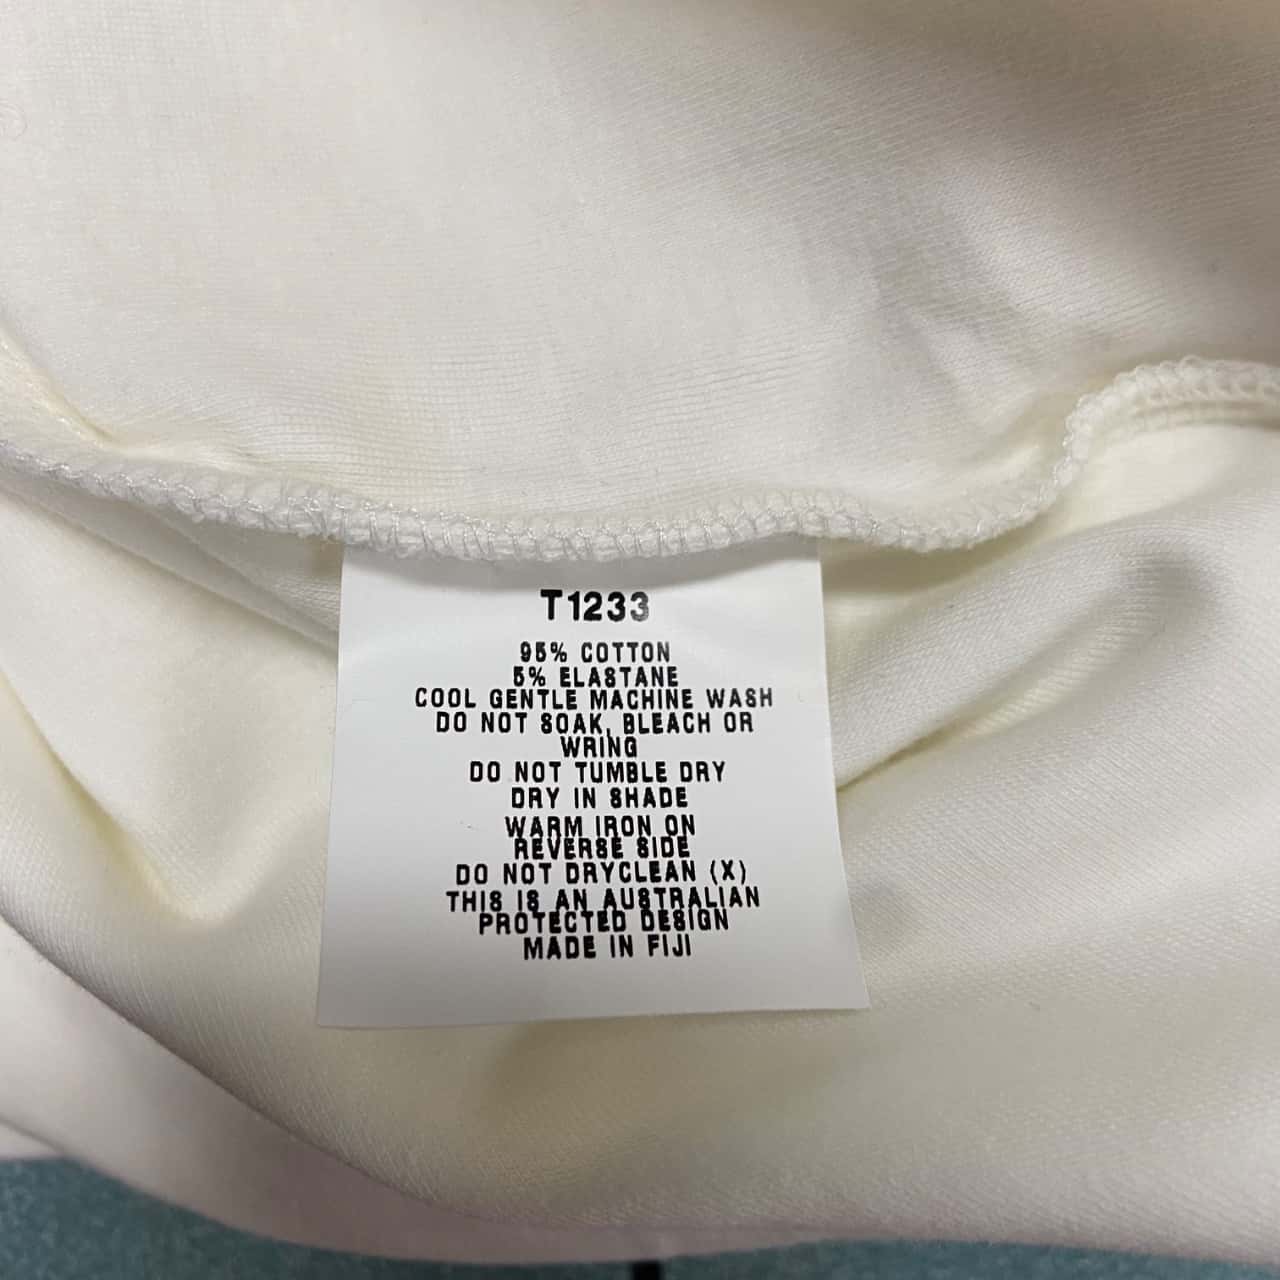 T1233
95% COTTON
5% ELASTANE
COOL GENTLE MACHINE WASH
DO NOT SOAK, BLEACH OR
WRING
DO NOT TUMBLE DRY
DRY IN SHADE
WARM IRON ON
REVERSE SIDE
DO NOT DRYCLEAN (X)
THIS IS AN AUSTRALIAN
PROTECTED DESIGN
MADE IN FIJI